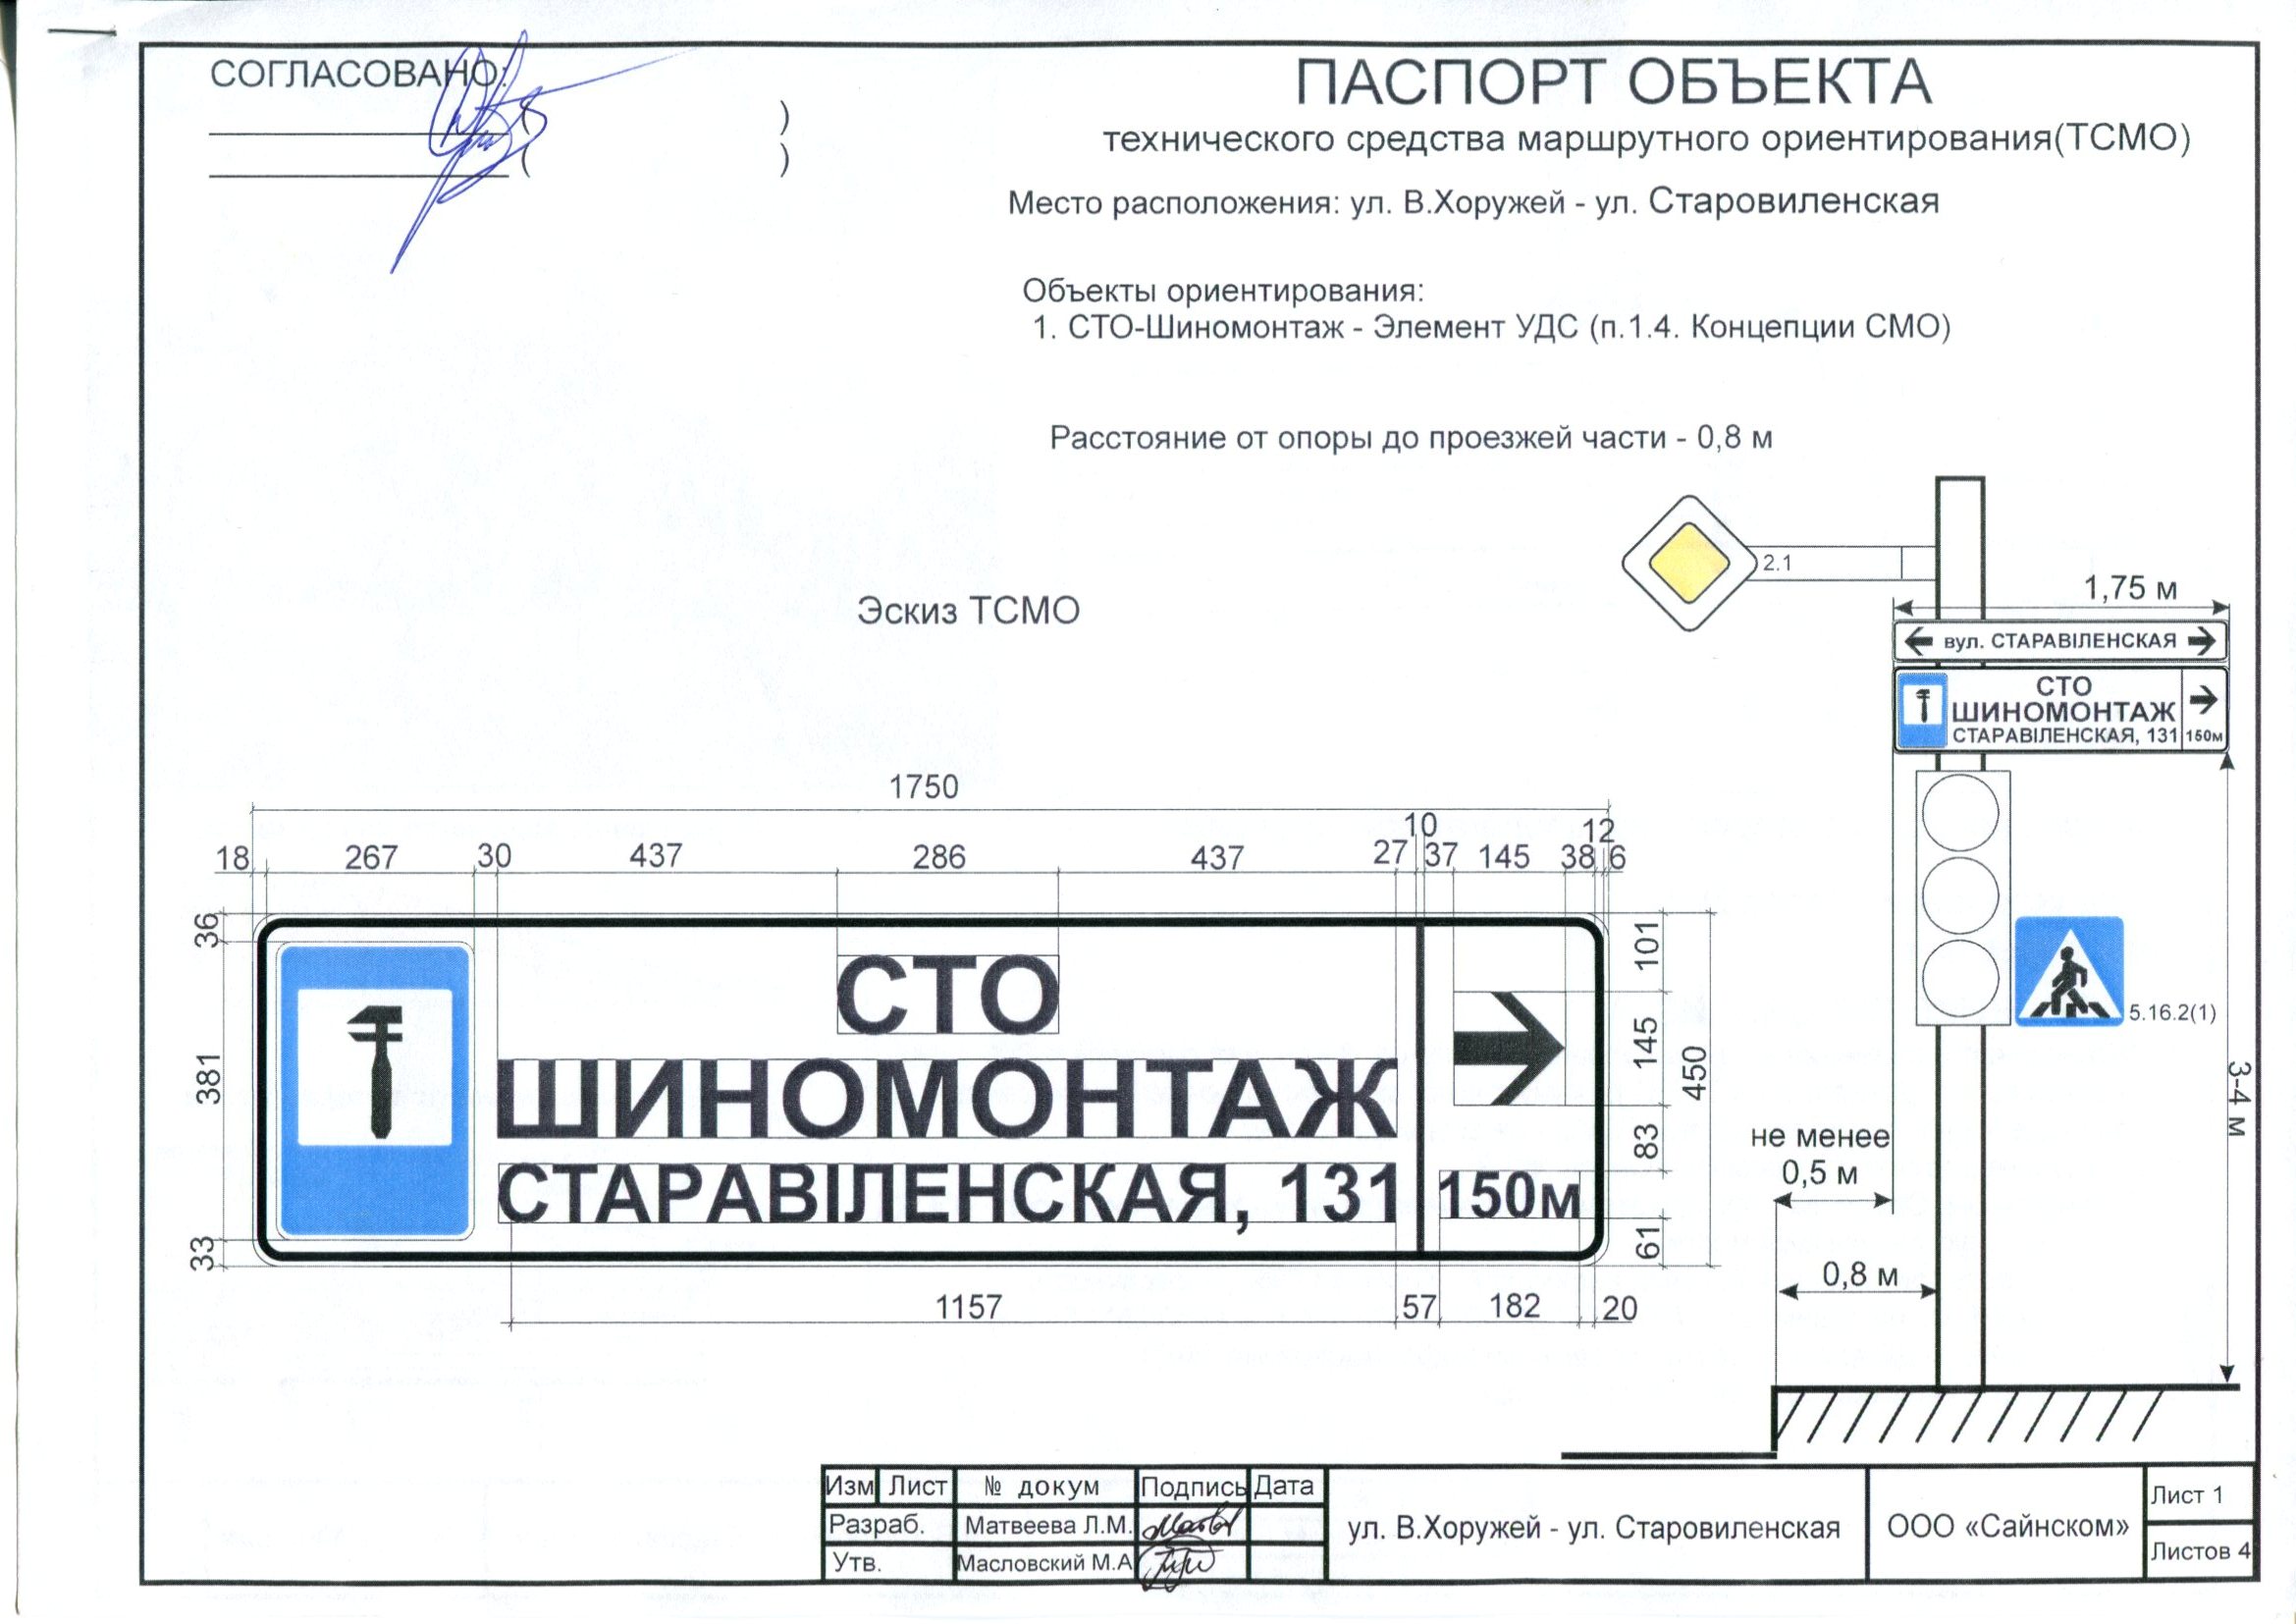 СОГЛАСОВАНО:
( )
( )
ПАСПОРТ ОБЪЕКТА
технического средства маршрутного ориентирования(ТСМО)
Место расположения: ул. В.Хоружей - ул. Старовиленская
Объекты ориентирования:
1. СТО-Шиномонтаж - Элемент УДС (п.1.4. Концепции СМО)
Расстояние от опоры до проезжей части - 0,8 м
2.1
Эскиз ТСМО
1,75 м
вул. СТАРАВІЛЕНСКАЯ
СТО
ШИНОМОНТАЖ
СТАРАВІЛЕНСКАЯ, 131
150м
5.16.2(1)
3-4 м
не менее
0,5 м
0,8 м
1750
18 267 30 437 286 437 27 10 37 145 38 12 6
36
381
33
СТО
ШИНОМОНТАЖ
СТАРАВІЛЕНСКАЯ, 131
150м
101
145
83
61
450
1157 57 182 20
Изм Лист № докум Подпись Дата
Разраб. Матвеева Л.М.
Утв. Масловский М.А
ул. В.Хоружей - ул. Старовиленская
ООО «Сайнском»
Лист 1
Листов 4